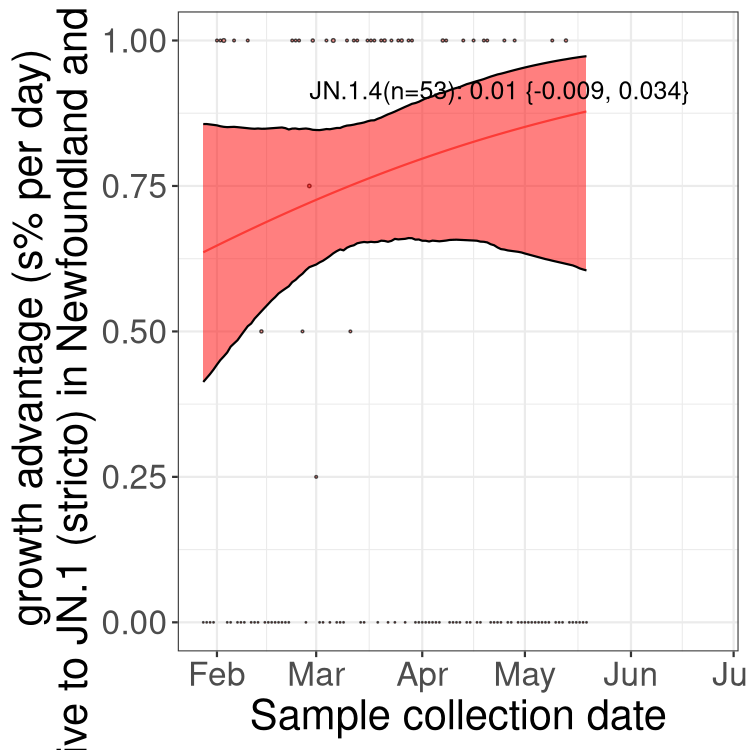 growth advantage (s% per day)
ive to JN.1 (stricto) in Newfoundland and
1.00
0.75
0.50
0.25
0.00
JN.1.4(n=53): 0.01 {-0.009, 0.034}
Feb Mar Apr May Jun Ju
Sample collection date